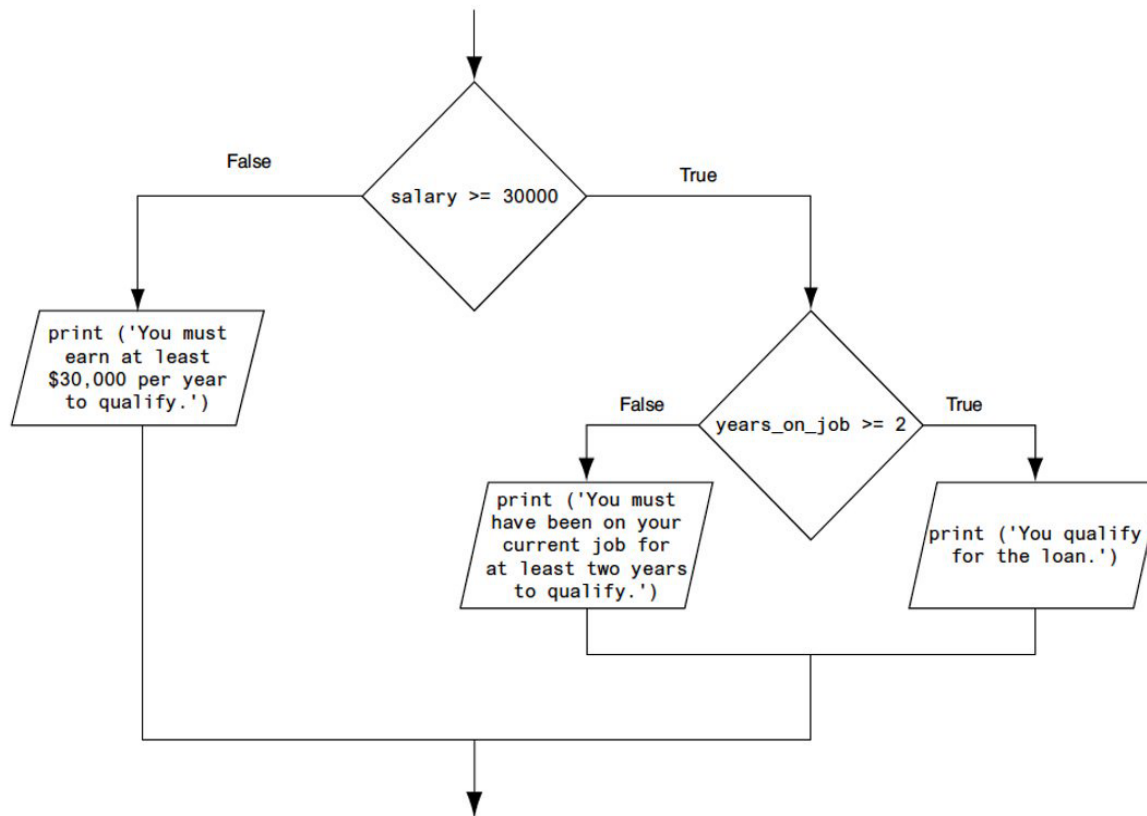 False
True
salary >= 30000
print ('You must
earn at least
$30,000 per year
to qualify.')
False
True
years_on_job >= 2
print ('You must
have been on your
current job for
at least two years
to qualify.')
print ('You qualify
for the loan.')